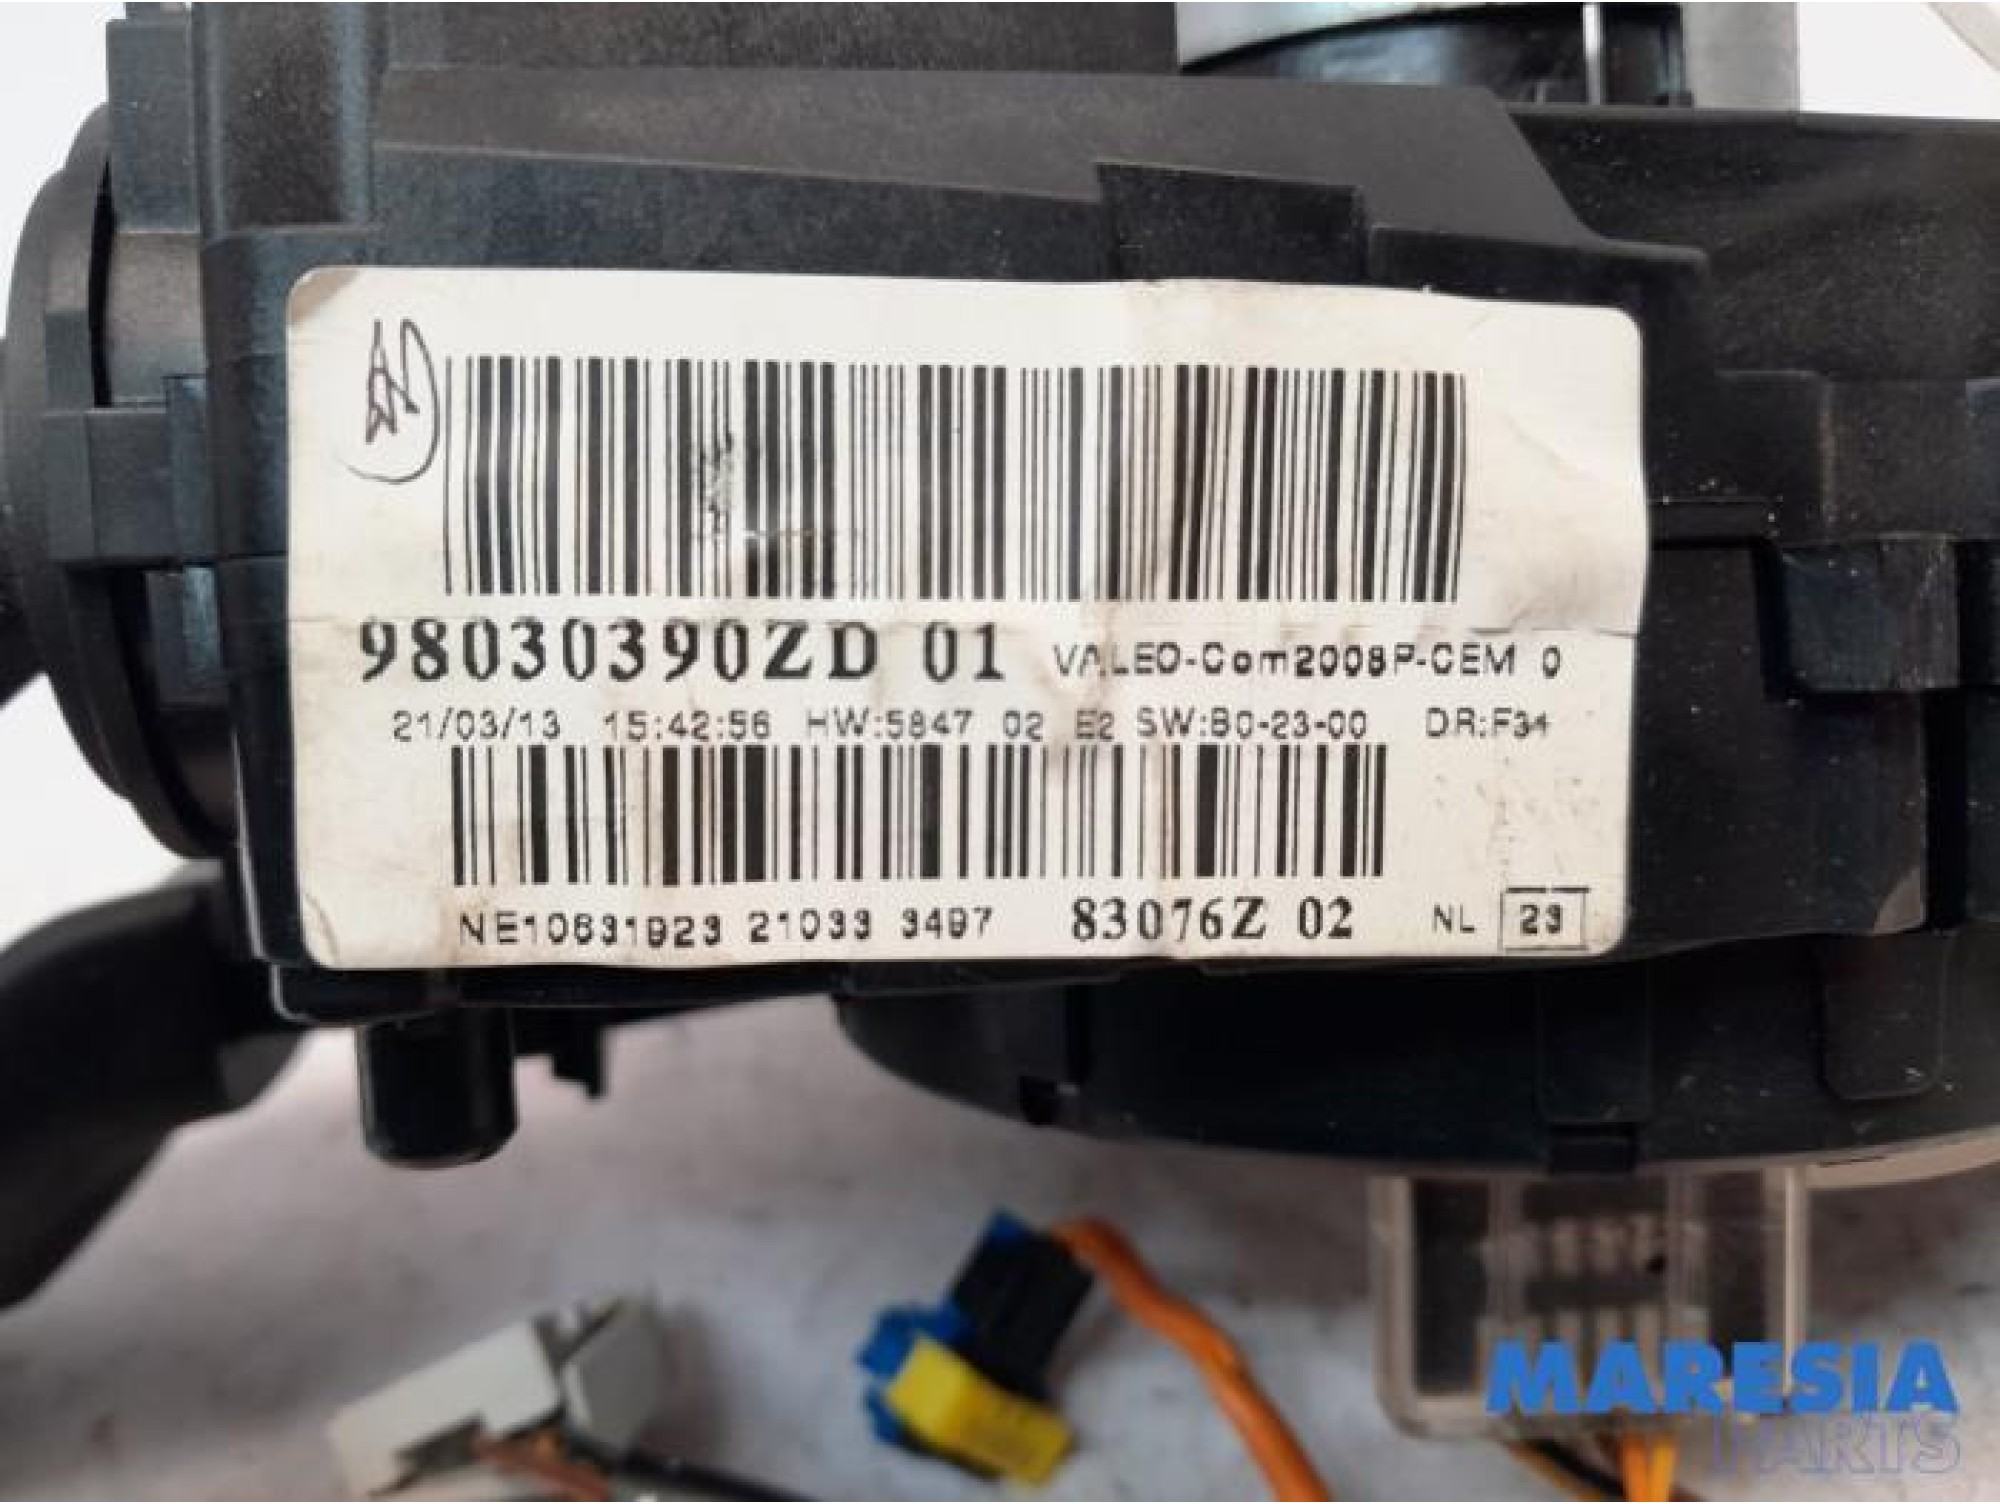 98030390ZD 01 VALEO-Com2008P-CEM 0
21/03/13 15:42:56 HW:5847 02 E2 SW:B0-23-00 DR:F34
NE10631923 21033 3497 83076Z 02 NL 23
MARESIA
PARTS